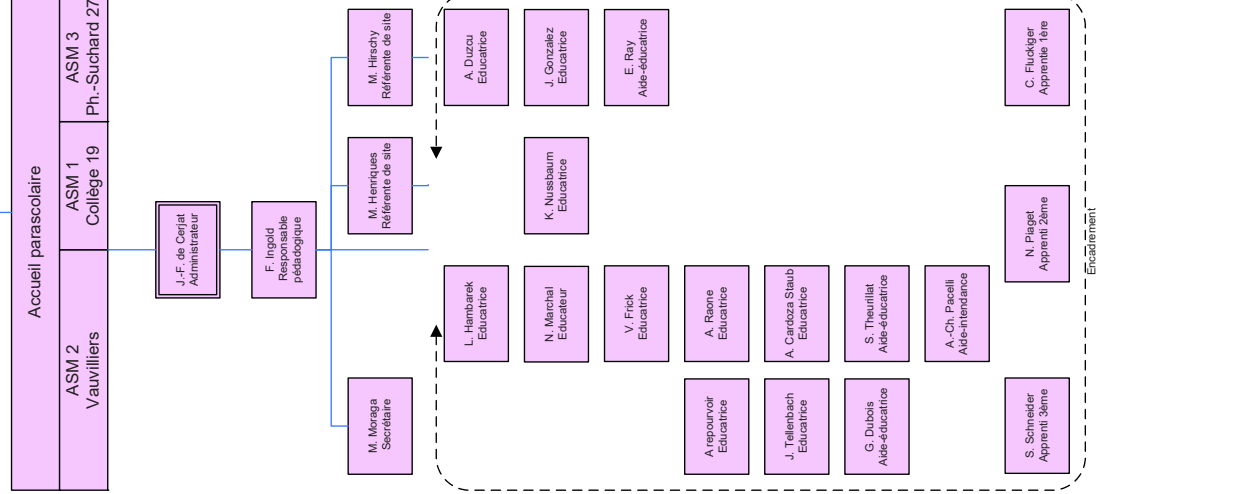 Accueil parascolaire
ASM 2
Vauvilliers
ASM 1
Collège 19
ASM 3
Ph.-Suchard 27
J.-F. de Cerjat
Administrateur
F. Ingold
Responsable
pédadogique
M. Moraga
Secrétaire
M. Henriques
Référente de site
M. Hirschy
Référente de site
L. Hambarek
Educatrice
A. Duzcu
Educatrice
N. Marchal
Educateur
K. Nussbaum
Educatrice
J. Gonzalez
Educatrice
V. Frick
Educatrice
E. Ray
Aide-éducatrice
A repourvoir
Educatrice
A. Raone
Educatrice
J. Tellenbach
Educatrice
A. Cardoza Staub
Educatrice
G. Dubois
Aide-éducatrice
S. Theurillat
Aide-éducatrice
A.-Ch. Pacelli
Aide-intendance
S. Schneider
Apprenti 3ème
N. Piaget
Apprenti 2ème
C. Fluckiger
Apprentie 1ère
Encadrement